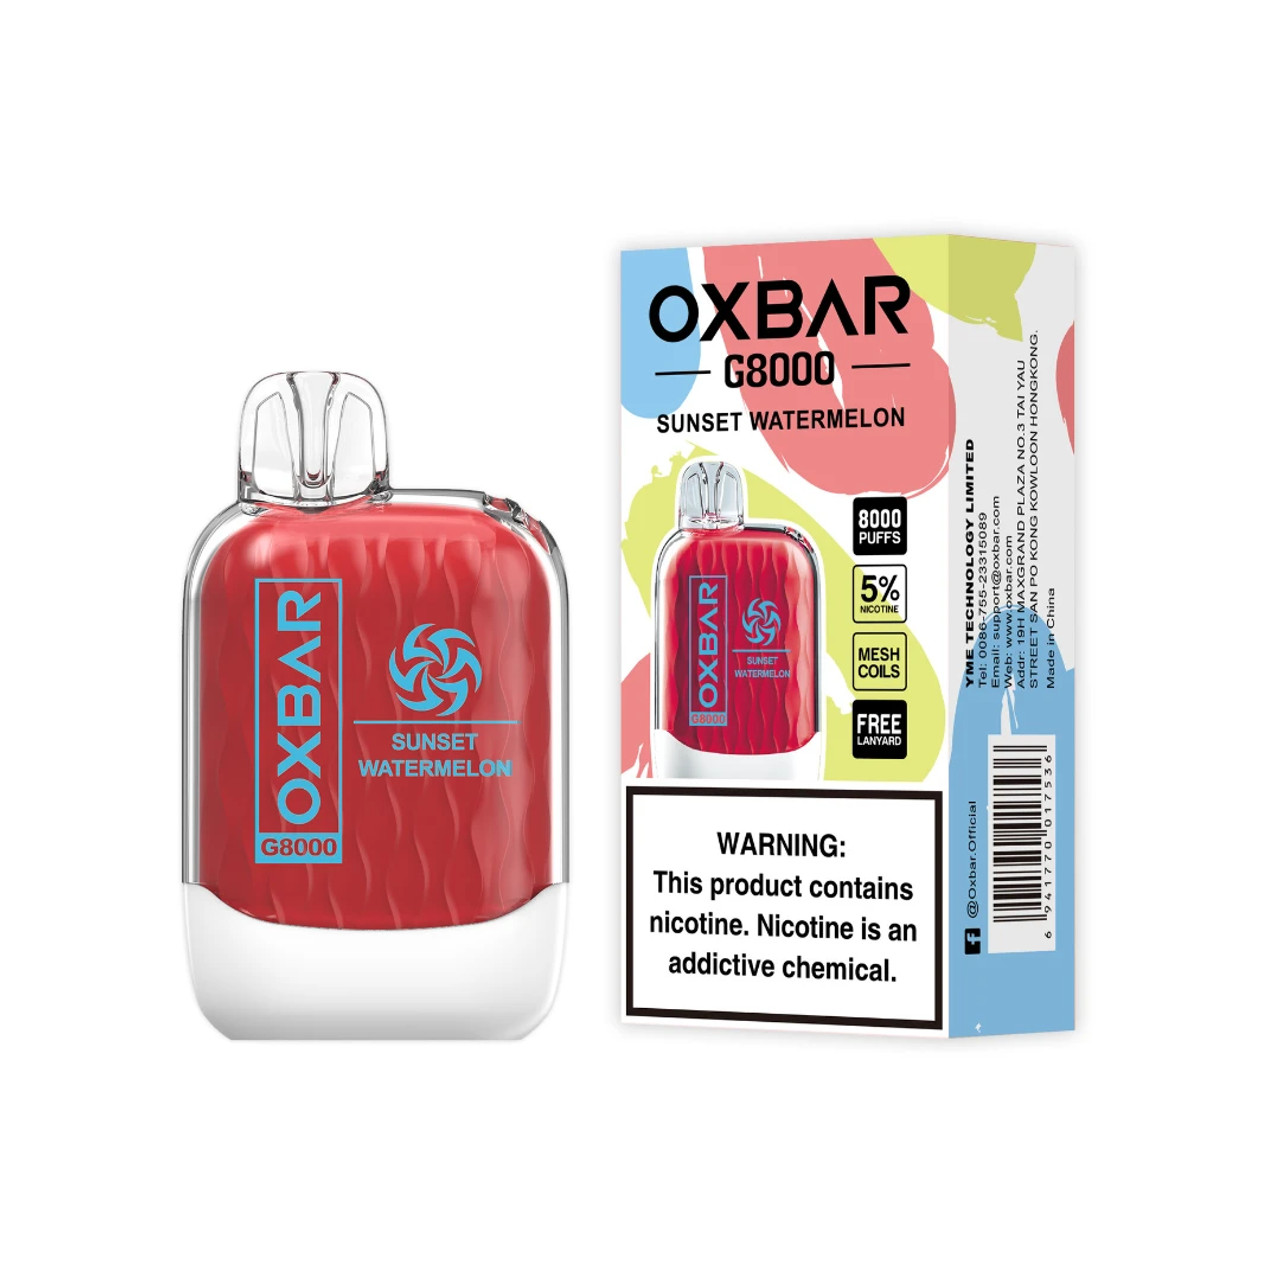 OXBAR
G8000
SUNSET
WATERMELON
OXBAR
G8000
SUNSET WATERMELON
OXBAR
G8000
SUNSET
WATERMELON
8000
PUFFS
5%
NICOTINE
MESH
COILS
FREE
LANYARD
WARNING:
This product contains
nicotine. Nicotine is an
addictive chemical.
YME TECHNOLOGY LIMITED
Tel: 0086-755-23315089
Email: support@oxbar.com
Web: www.oxbar.com
Addr: 19H MAXGRAND PLAZA NO.3 TAI YAU
STREET SAN PO KONG KOWLOON HONGKONG.
Made in China
@Oxbar.Official
6 941770 017536